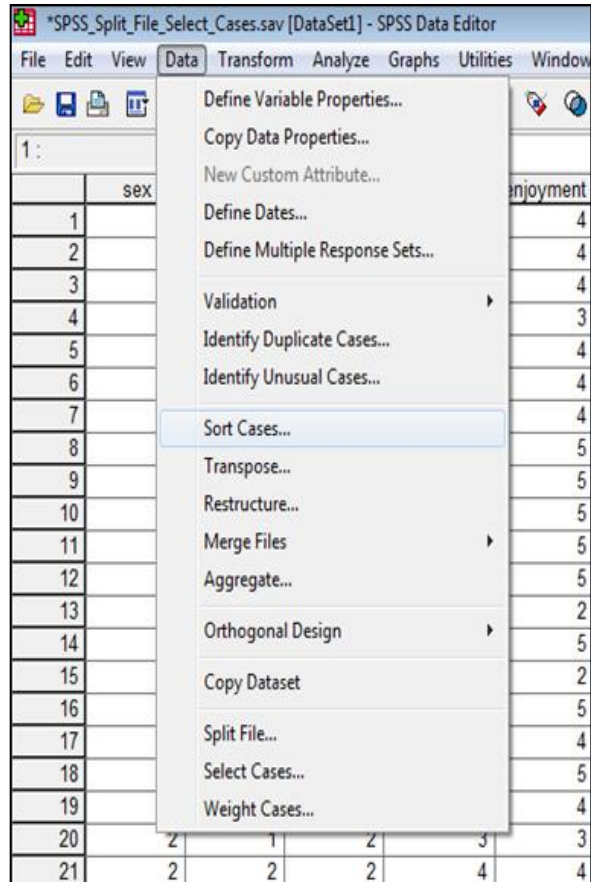 *SPSS_Split_File_Select_Cases.sav [DataSet1] - SPSS Data Editor
File Edit View Data Transform Analyze Graphs Utilities Window
1 :
Define Variable Properties...
Copy Data Properties...
New Custom Attribute...
Define Dates...
Define Multiple Response Sets...
Validation
Identify Duplicate Cases...
Identify Unusual Cases...
Sort Cases...
Transpose...
Restructure...
Merge Files
Aggregate...
Orthogonal Design
Copy Dataset
Split File...
Select Cases...
Weight Cases...
sex enjoyment
1 4
2 4
3 4
4 3
5 4
6 4
7 4
8 5
9 5
10 5
11 5
12 5
13 2
14 5
15 2
16 5
17 4
18 5
19 4
20 2 1 2 3 3
21 2 2 2 4 4